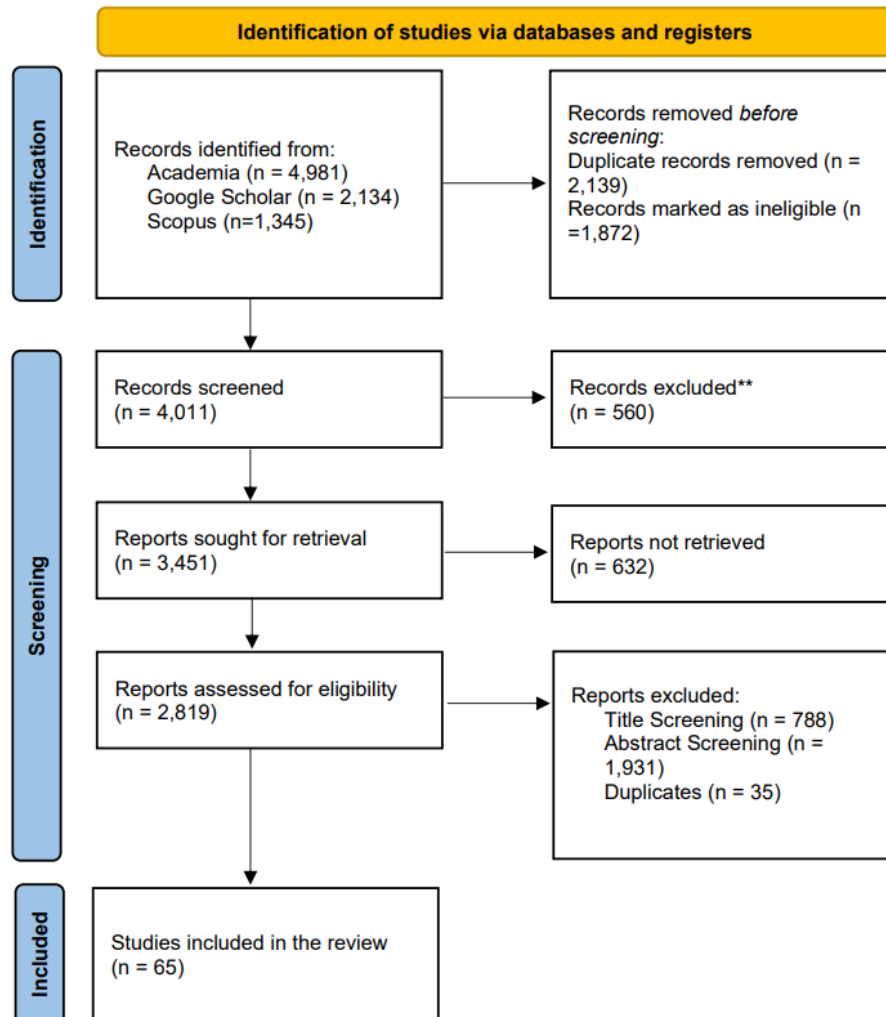 Identification of studies via databases and registers
Identification
Records identified from:
Academia (n = 4,981)
Google Scholar (n = 2,134)
Scopus (n=1,345)
Records removed before
screening:
Duplicate records removed (n =
2,139)
Records marked as ineligible (n
=1,872)
Screening
Records screened
(n = 4,011)
Records excluded**
(n = 560)
Reports sought for retrieval
(n = 3,451)
Reports not retrieved
(n = 632)
Reports assessed for eligibility
(n = 2,819)
Reports excluded:
Title Screening (n = 788)
Abstract Screening (n =
1,931)
Duplicates (n = 35)
Included
Studies included in the review
(n = 65)